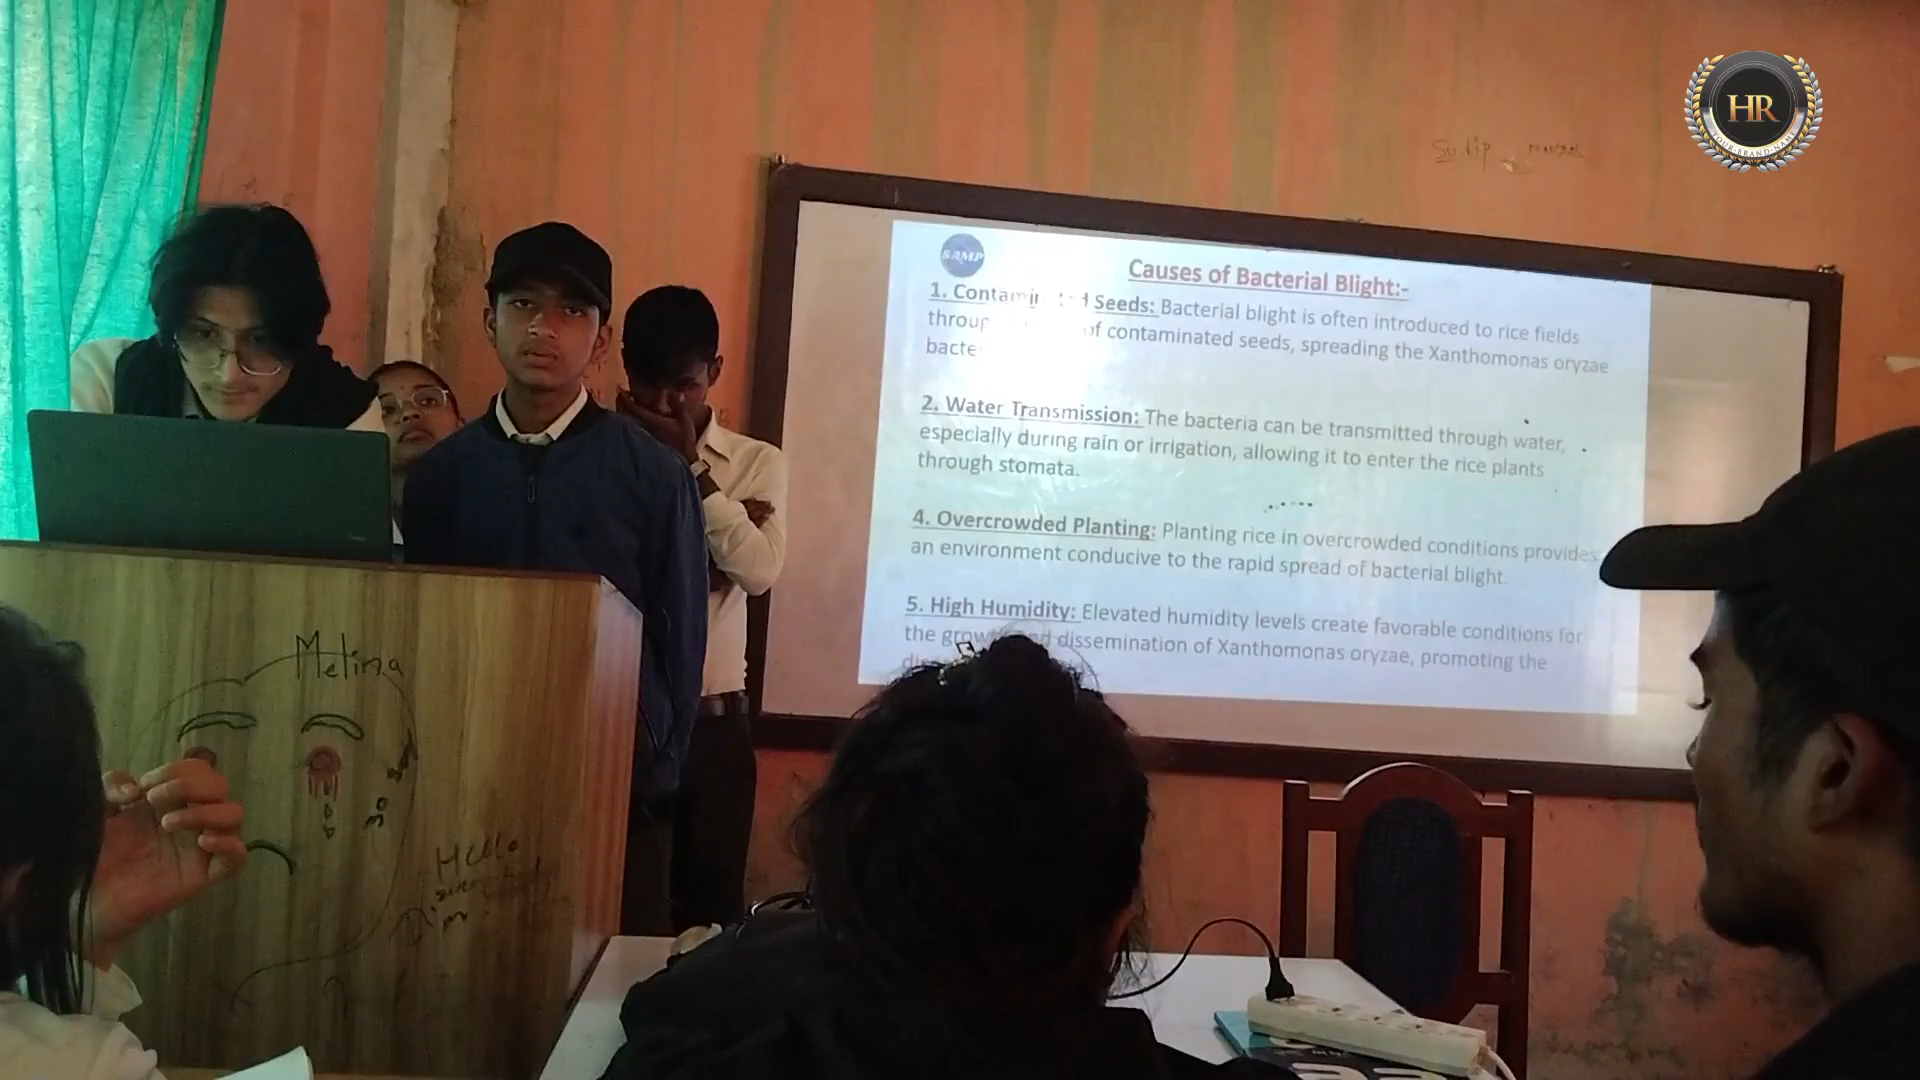 HR
YOUR BRAND NAME
SAMP
Causes of Bacterial Blight:-
1. Seeds: Bacterial blight is often introduced to rice fields
of contaminated seeds, spreading the Xanthomonas oryzae
2. Water Transmission: The bacteria can be transmitted through water,
especially during rain or irrigation, allowing it to enter the rice plants
through stomata.
4. Overcrowded Planting: Planting rice in overcrowded conditions provides
an environment conducive to the rapid spread of bacterial blight.
5. High Humidity: Elevated humidity levels create favorable conditions for
the dissemination of Xanthomonas oryzae, promoting the
Melina
Hello